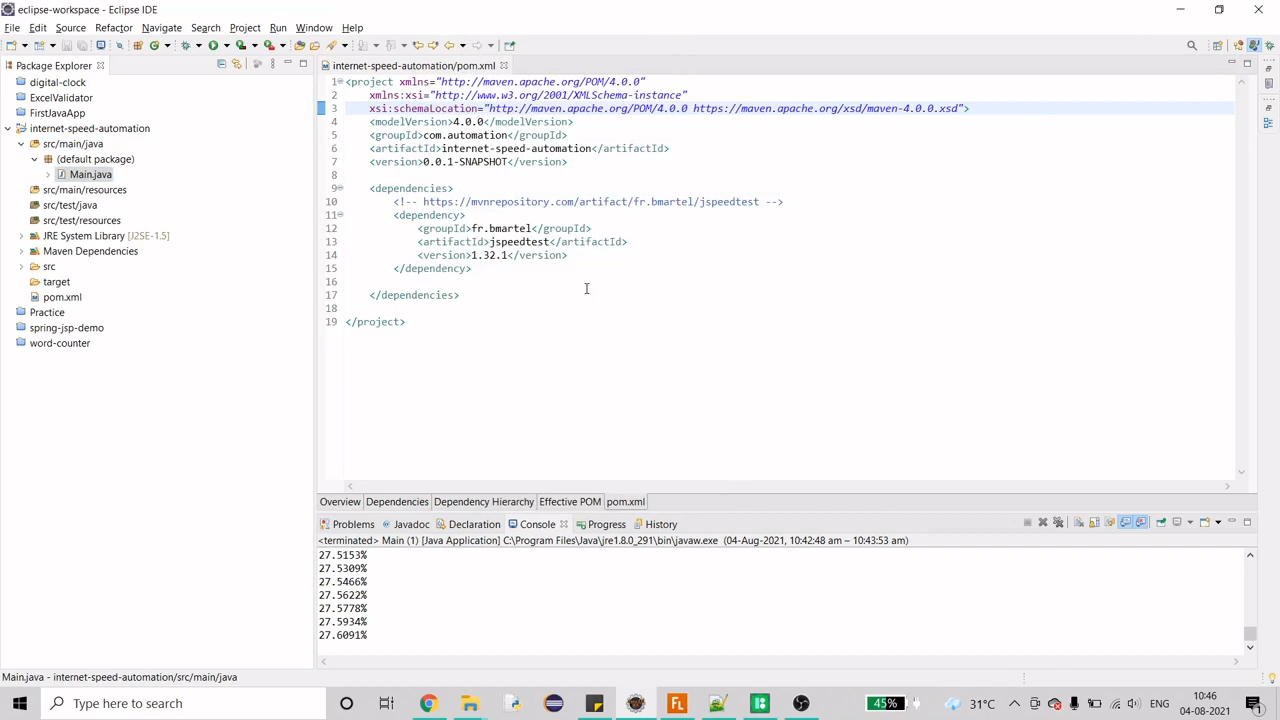 eclipse-workspace - Eclipse IDE
File Edit Source Refactor Navigate Search Project Run Window Help
Package Explorer
digital-clock
ExcelValidator
FirstJavaApp
internet-speed-automation
src/main/java
(default package)
Main.java
src/main/resources
src/test/java
src/test/resources
JRE System Library [J2SE-1.5]
Maven Dependencies
src
target
pom.xml
Practice
spring-jsp-demo
word-counter
internet-speed-automation/pom.xml
1 <project xmlns="http://maven.apache.org/POM/4.0.0"
2 xmlns:xsi="http://www.w3.org/2001/XMLSchema-instance"
3 xsi:schemaLocation="http://maven.apache.org/POM/4.0.0 https://maven.apache.org/xsd/maven-4.0.0.xsd">
4 <modelVersion>4.0.0</modelVersion>
5 <groupId>com.automation</groupId>
6 <artifactId>internet-speed-automation</artifactId>
7 <version>0.0.1-SNAPSHOT</version>
8
9 <dependencies>
10 <!-- https://mvnrepository.com/artifact/fr.bmartel/jspeedtest -->
11 <dependency>
12 <groupId>fr.bmartel</groupId>
13 <artifactId>jspeedtest</artifactId>
14 <version>1.32.1</version>
15 </dependency>
16
17 </dependencies>
18
19 </project>
Overview Dependencies Dependency Hierarchy Effective POM pom.xml
Problems Javadoc Declaration Console Progress History
<terminated> Main (1) [Java Application] C:\Program Files\Java\jre1.8.0_291\bin\javaw.exe (04-Aug-2021, 10:42:48 am – 10:43:53 am)
27.5153%
27.5309%
27.5466%
27.5622%
27.5778%
27.5934%
27.6091%
Main.java - internet-speed-automation/src/main/java
Type here to search
FL
45%
31°C
ENG
10:46
04-08-2021
1